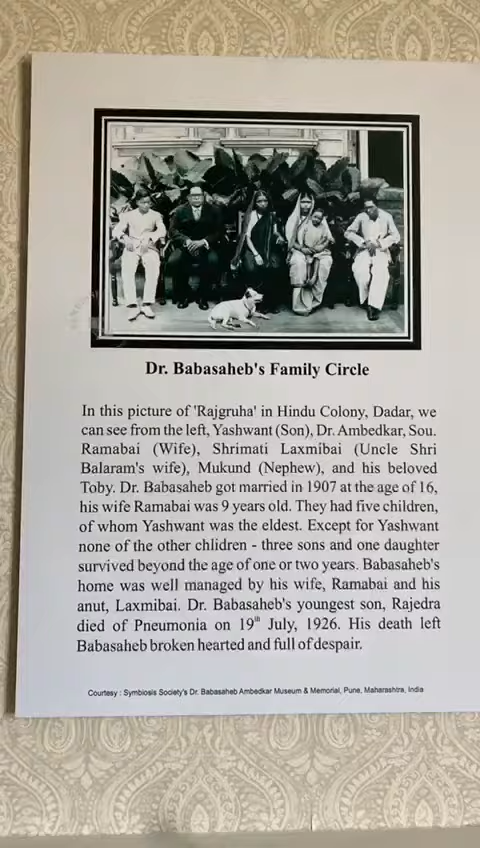 Dr. Babasaheb's Family Circle
In this picture of 'Rajgruha' in Hindu Colony, Dadar, we
can see from the left, Yashwant (Son), Dr. Ambedkar, Sou.
Ramabai (Wife), Shrimati Laxmibai (Uncle Shri
Balaram's wife), Mukund (Nephew), and his beloved
Toby. Dr. Babasaheb got married in 1907 at the age of 16,
his wife Ramabai was 9 years old. They had five children,
of whom Yashwant was the eldest. Except for Yashwant
none of the other chlidren - three sons and one daughter
survived beyond the age of one or two years. Babasaheb's
home was well managed by his wife, Ramabai and his
anut, Laxmibai. Dr. Babasaheb's youngest son, Rajedra
died of Pneumonia on 19th July, 1926. His death left
Babasaheb broken hearted and full of despair.
Courtesy : Symbiosis Society's Dr. Babasaheb Ambedkar Museum & Memorial, Pune, Maharashtra, India